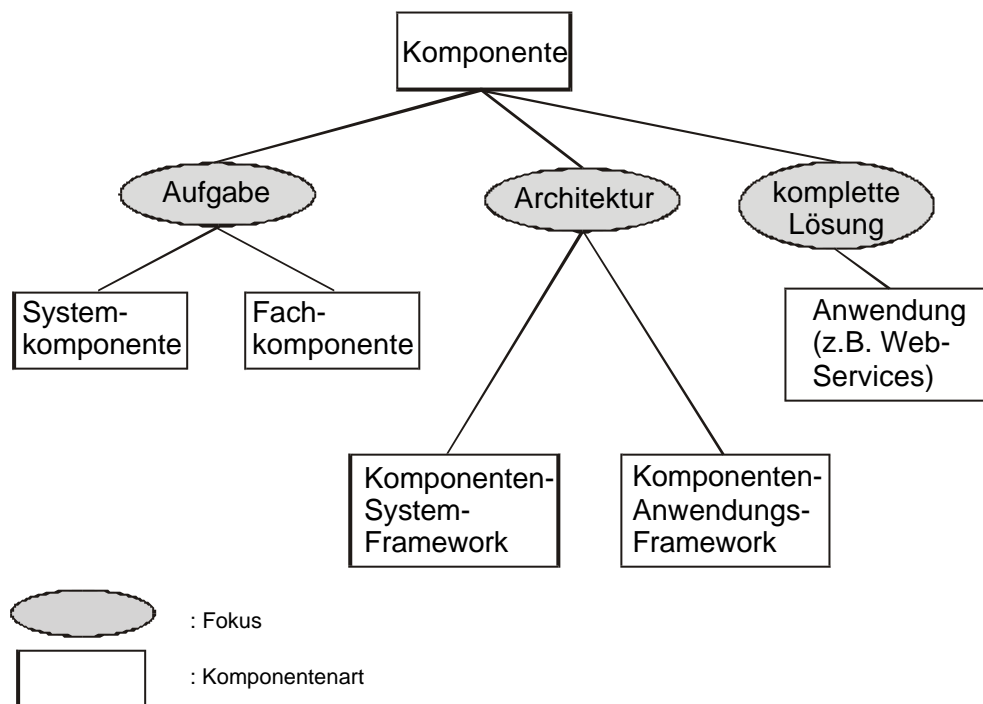 Komponente
Aufgabe
Architektur
komplette
Lösung
System-
komponente
Fach-
komponente
Anwendung
(z.B. Web-
Services)
Komponenten-
System-
Framework
Komponenten-
Anwendungs-
Framework
: Fokus
: Komponentenart